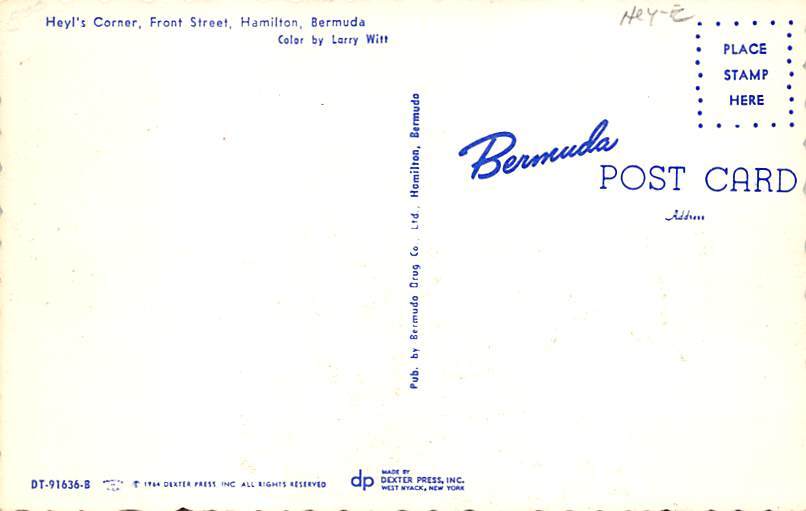 Heyl's Corner, Front Street, Hamilton, Bermuda
Color by Larry Witt
Hey-E
PLACE
STAMP
HERE
Bermuda
POST CARD
Address
Pub. by Bermuda Drug Co., Ltd., Hamilton, Bermuda
DT-91636-B
© 1964 DEXTER PRESS, INC. ALL RIGHTS RESERVED
dp
MADE BY
DEXTER PRESS, INC.
WEST NYACK, NEW YORK